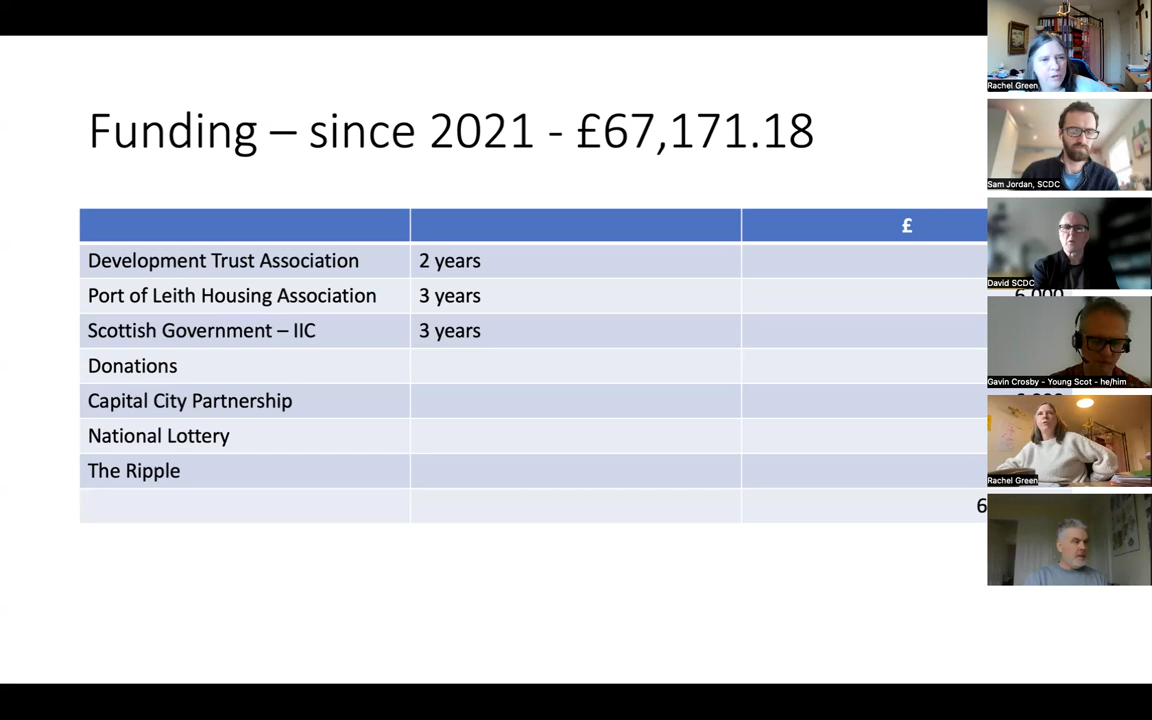 Funding – since 2021 - £67,171.18
£
Development Trust Association 2 years
Port of Leith Housing Association 3 years
Scottish Government – IIC 3 years
Donations
Capital City Partnership
National Lottery
The Ripple
6
Rachel Green
Sam Jordan, SCDC
David SCDC
Gavin Crosby - Young Scot - he/him
Rachel Green